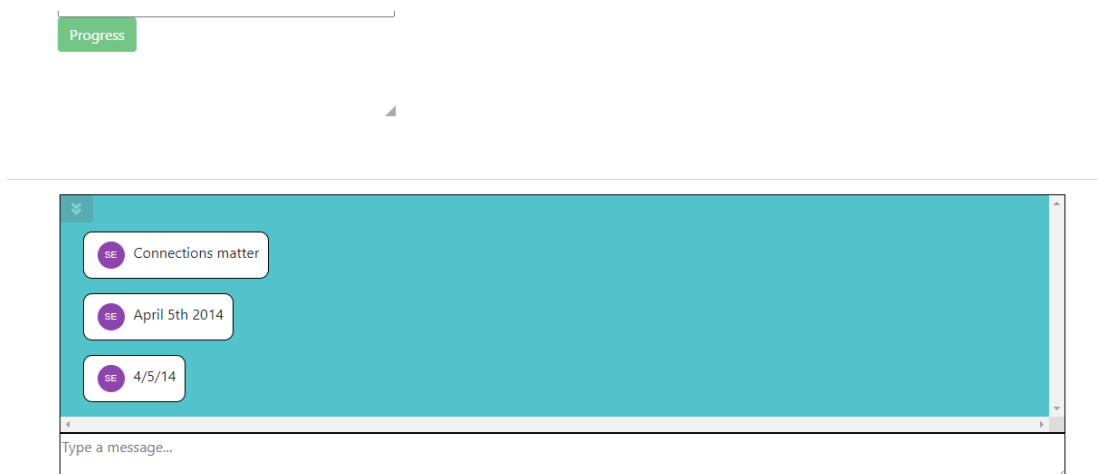 Progress
SE Connections matter
SE April 5th 2014
SE 4/5/14
Type a message...